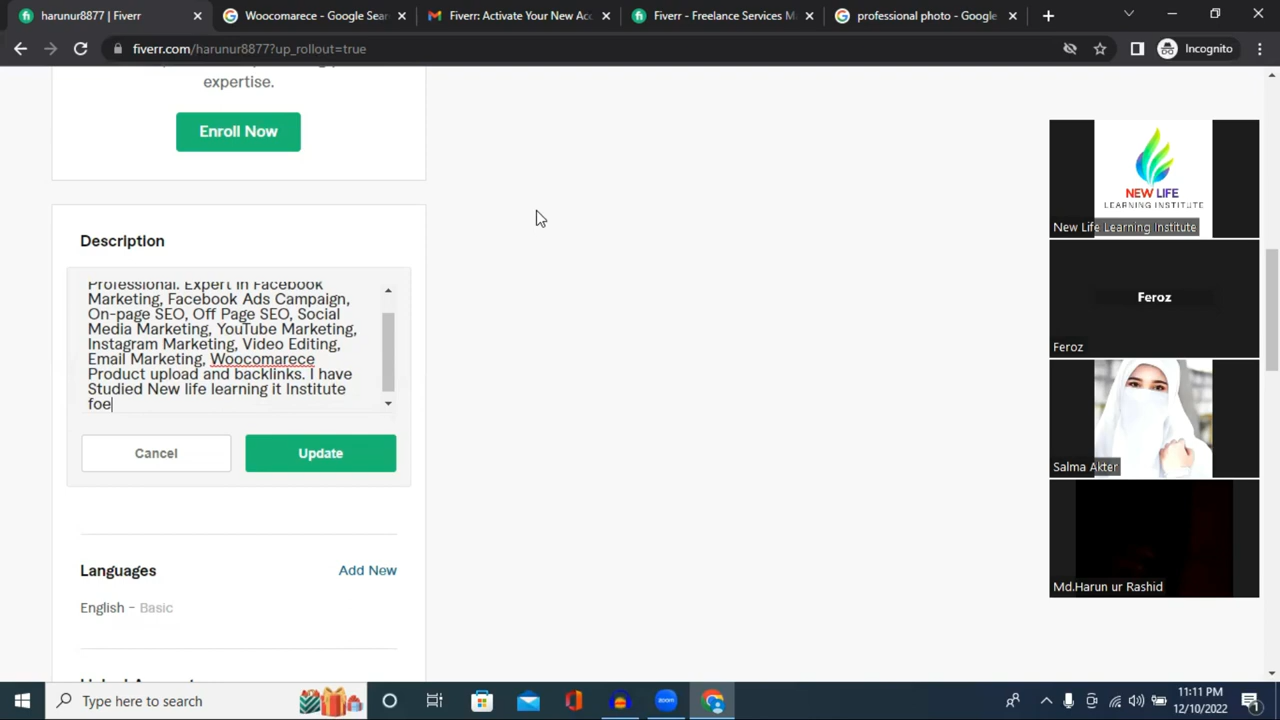 harunur8877 | Fiverr
Woocomarece - Google Sear
Fiverr: Activate Your New Acc
Fiverr - Freelance Services M
professional photo - Google
fiverr.com/harunur8877?up_rollout=true
Incognito
expertise.
Enroll Now
Description
Professional. Expert in Facebook
Marketing, Facebook Ads Campaign,
On-page SEO, Off Page SEO, Social
Media Marketing, YouTube Marketing,
Instagram Marketing, Video Editing,
Email Marketing, Woocomarece
Product upload and backlinks. I have
Studied New life learning it Institute
foe
Cancel
Update
Languages
Add New
English - Basic
NEW LIFE
LEARNING INSTITUTE
New Life Learning Institute
Feroz
Feroz
Salma Akter
Md.Harun ur Rashid
Type here to search
zoom
11:11 PM
12/10/2022
1